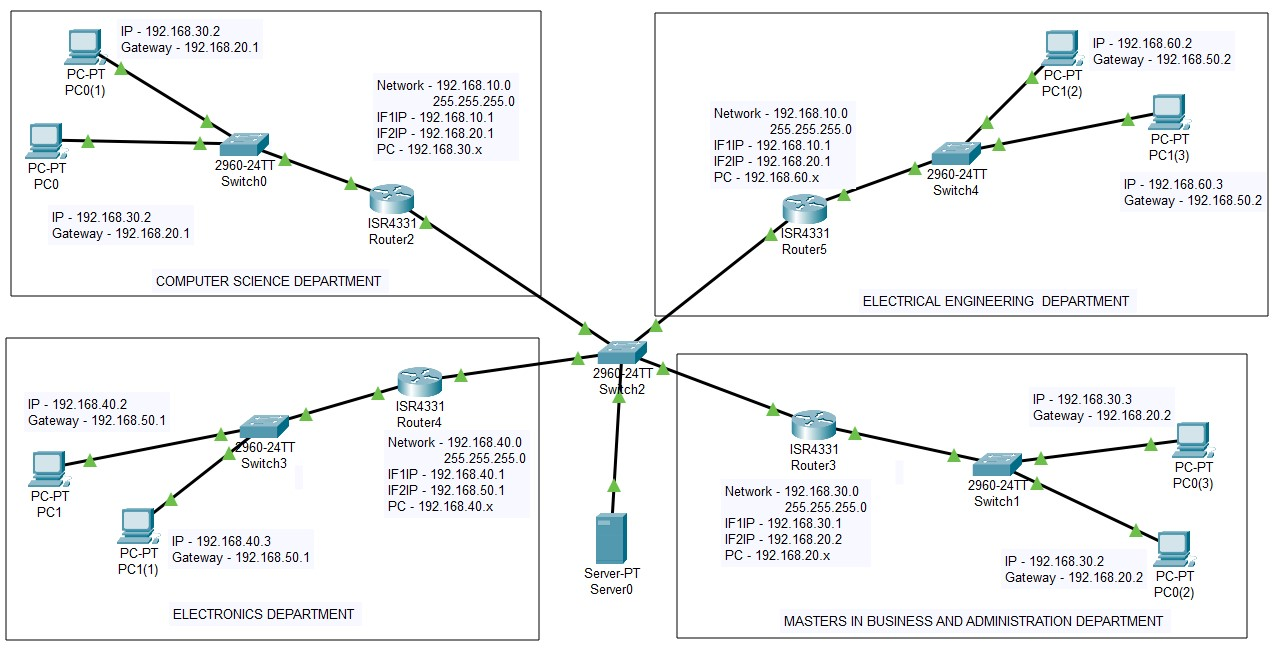 IP - 192.168.30.2
Gateway - 192.168.20.1
PC-PT
PC0(1)
PC-PT
PC0
2960-24TT
Switch0
IP - 192.168.30.2
Gateway - 192.168.20.1
Network - 192.168.10.0
255.255.255.0
IF1IP - 192.168.10.1
IF2IP - 192.168.20.1
PC - 192.168.30.x
ISR4331
Router2
COMPUTER SCIENCE DEPARTMENT
IP - 192.168.60.2
Gateway - 192.168.50.2
PC-PT
PC1(2)
Network - 192.168.10.0
255.255.255.0
IF1IP - 192.168.10.1
IF2IP - 192.168.20.1
PC - 192.168.60.x
PC-PT
PC1(3)
2960-24TT
Switch4
IP - 192.168.60.3
Gateway - 192.168.50.2
ISR4331
Router5
ELECTRICAL ENGINEERING DEPARTMENT
2960-24TT
Switch2
Server-PT
Server0
IP - 192.168.40.2
Gateway - 192.168.50.1
ISR4331
Router4
2960-24TT
Switch3
Network - 192.168.40.0
255.255.255.0
IF1IP - 192.168.40.1
IF2IP - 192.168.50.1
PC - 192.168.40.x
PC-PT
PC1
PC-PT
PC1(1)
IP - 192.168.40.3
Gateway - 192.168.50.1
ELECTRONICS DEPARTMENT
IP - 192.168.30.3
Gateway - 192.168.20.2
ISR4331
Router3
2960-24TT
Switch1
PC-PT
PC0(3)
Network - 192.168.30.0
255.255.255.0
IF1IP - 192.168.30.1
IF2IP - 192.168.20.2
PC - 192.168.20.x
IP - 192.168.30.2
Gateway - 192.168.20.2
PC-PT
PC0(2)
MASTERS IN BUSINESS AND ADMINISTRATION DEPARTMENT